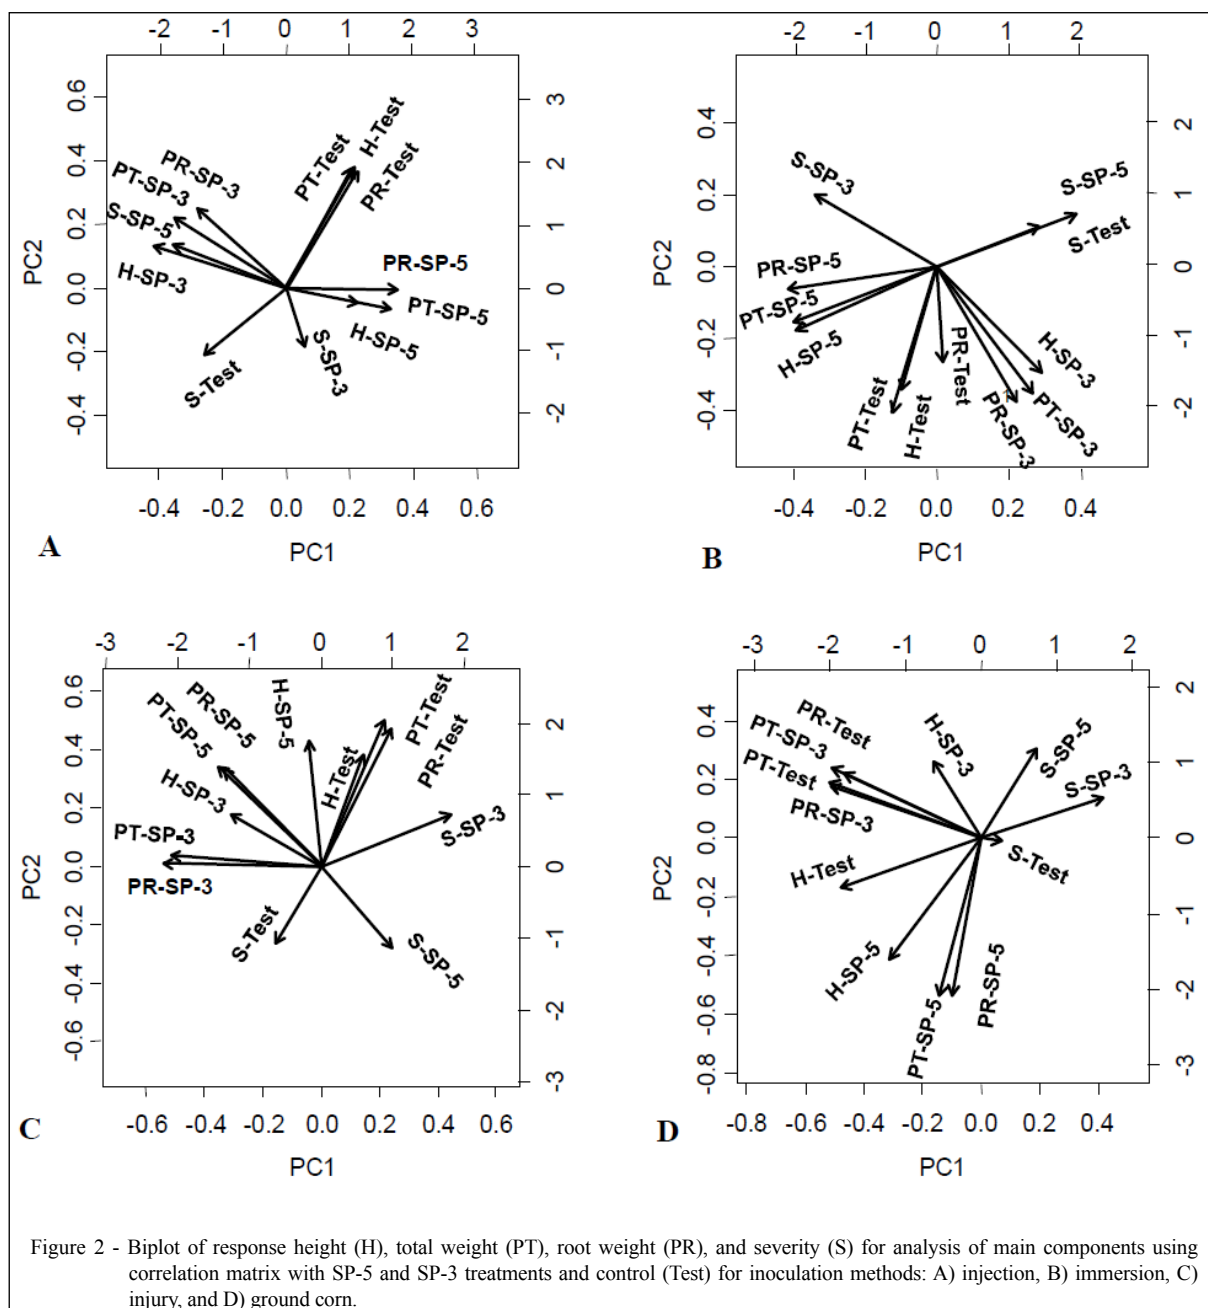 -2 -1 0 1 2 3
0.6 0.4 0.2 0.0 -0.2 -0.4
PC2
3 2 1 0 -1 -2
PT-Test
H-Test
PR-Test
PR-SP-3
PT-SP-3
S-SP-5
H-SP-3
PR-SP-5
PT-SP-5
H-SP-5
S-SP-3
S-Test
-0.4 -0.2 0.0 0.2 0.4 0.6
A
PC1
-2 -1 0 1 2
0.4 0.2 0.0 -0.2 -0.4
PC2
2 1 0 -1 -2
S-SP-3
S-SP-5
S-Test
PR-SP-5
PT-SP-5
H-SP-5
PT-Test
H-Test
PR-Test
H-SP-3
PT-SP-3
PR-SP-3
-0.4 -0.2 0.0 0.2 0.4
B
PC1
-3 -2 -1 0 1 2
0.6 0.4 0.2 0.0 -0.2 -0.4 -0.6
PC2
2 1 0 -1 -2 -3
PR-SP-5
PT-SP-5
H-SP-5
H-SP-3
H-Test
PT-Test
PR-Test
PT-SP-3
PR-SP-3
S-SP-3
S-Test
S-SP-5
-0.6 -0.4 -0.2 0.0 0.2 0.4 0.6
C
PC1
-3 -2 -1 0 1 2
0.4 0.2 0.0 -0.2 -0.4 -0.6 -0.8
PC2
2 1 0 -1 -2 -3
PR-Test
PT-SP-3
PT-Test
PR-SP-3
H-SP-3
S-SP-5
S-SP-3
S-Test
H-Test
H-SP-5
PT-SP-5
PR-SP-5
-0.8 -0.6 -0.4 -0.2 0.0 0.2 0.4
D
PC1
Figure 2 - Biplot of response height (H), total weight (PT), root weight (PR), and severity (S) for analysis of main components using
correlation matrix with SP-5 and SP-3 treatments and control (Test) for inoculation methods: A) injection, B) immersion, C)
injury, and D) ground corn.